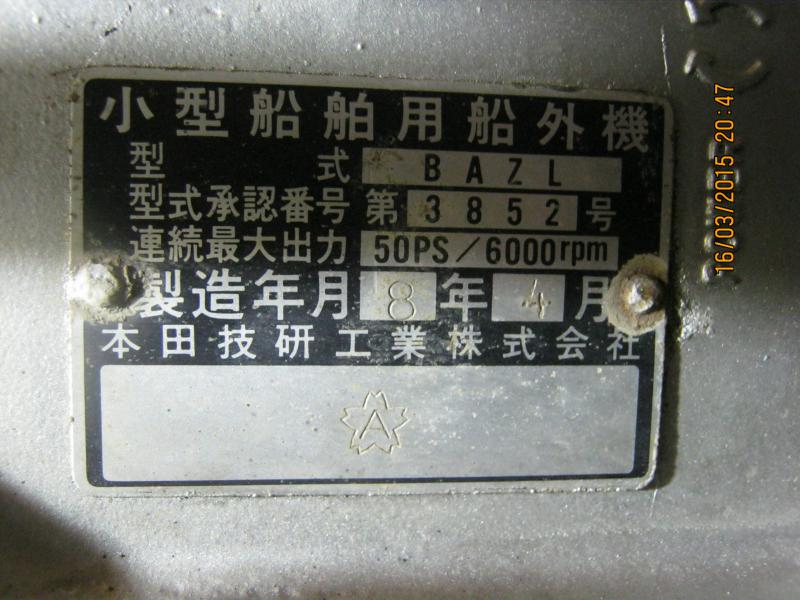 小型船舶用船外機
型式 BAZL
型式承認番号 第 3852 号
連続最大出力 50PS/6000rpm
製造年月 8年 4月
本田技研工業株式会社
A
16/03/2015 20:47